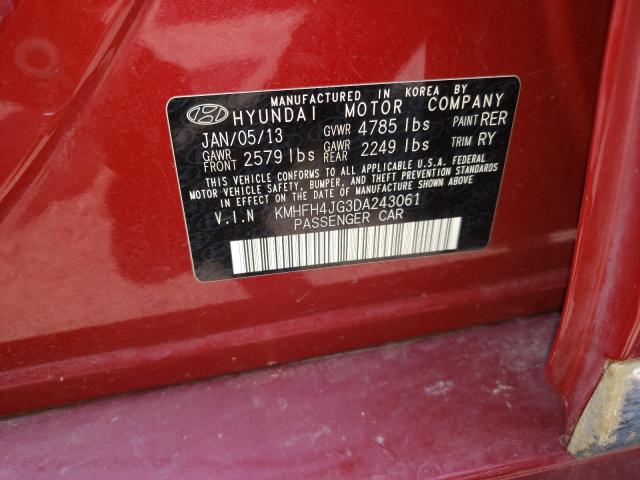 MANUFACTURED IN KOREA BY
HYUNDAI MOTOR COMPANY
JAN/05/13 GVWR 4785 lbs PAINT RER
GAWR FRONT 2579 lbs GAWR REAR 2249 lbs TRIM RY
THIS VEHICLE CONFORMS TO ALL APPLICABLE U.S.A. FEDERAL
MOTOR VEHICLE SAFETY, BUMPER, AND THEFT PREVENTION STANDARDS
IN EFFECT ON THE DATE OF MANUFACTURE SHOWN ABOVE.
V.I.N KMHFH4JG3DA243061
PASSENGER CAR